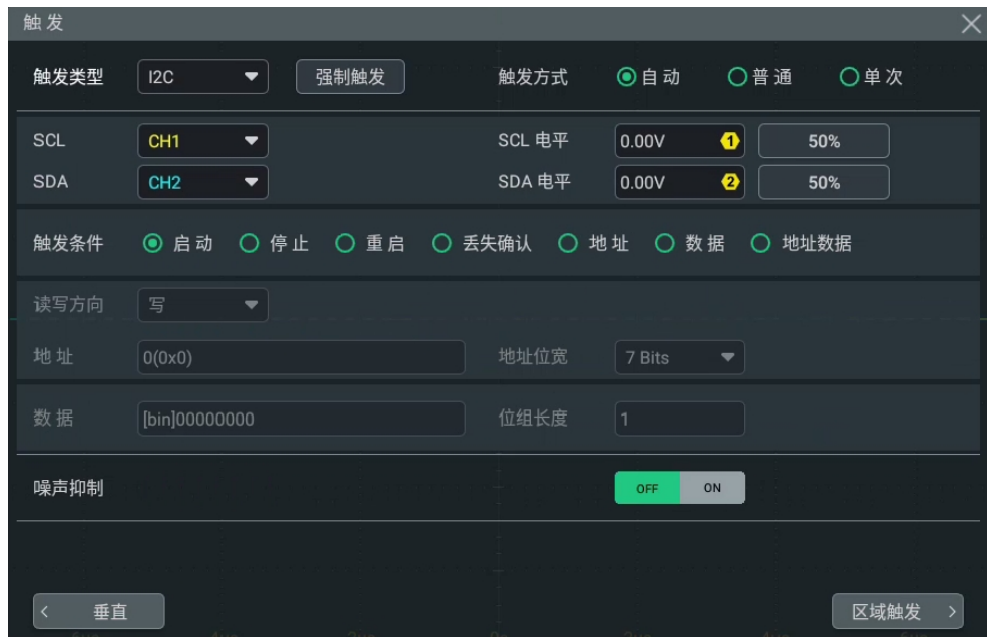 触发
触发类型 I2C 强制触发 触发方式 自动 普通 单次
SCL CH1 SCL 电平 0.00V 1 50%
SDA CH2 SDA 电平 0.00V 2 50%
触发条件 启动 停止 重启 丢失确认 地址 数据 地址数据
读写方向 写
地址 0(0x0) 地址位宽 7 Bits
数据 [bin]00000000 位组长度 1
噪声抑制 OFF ON
< 垂直 区域触发 >